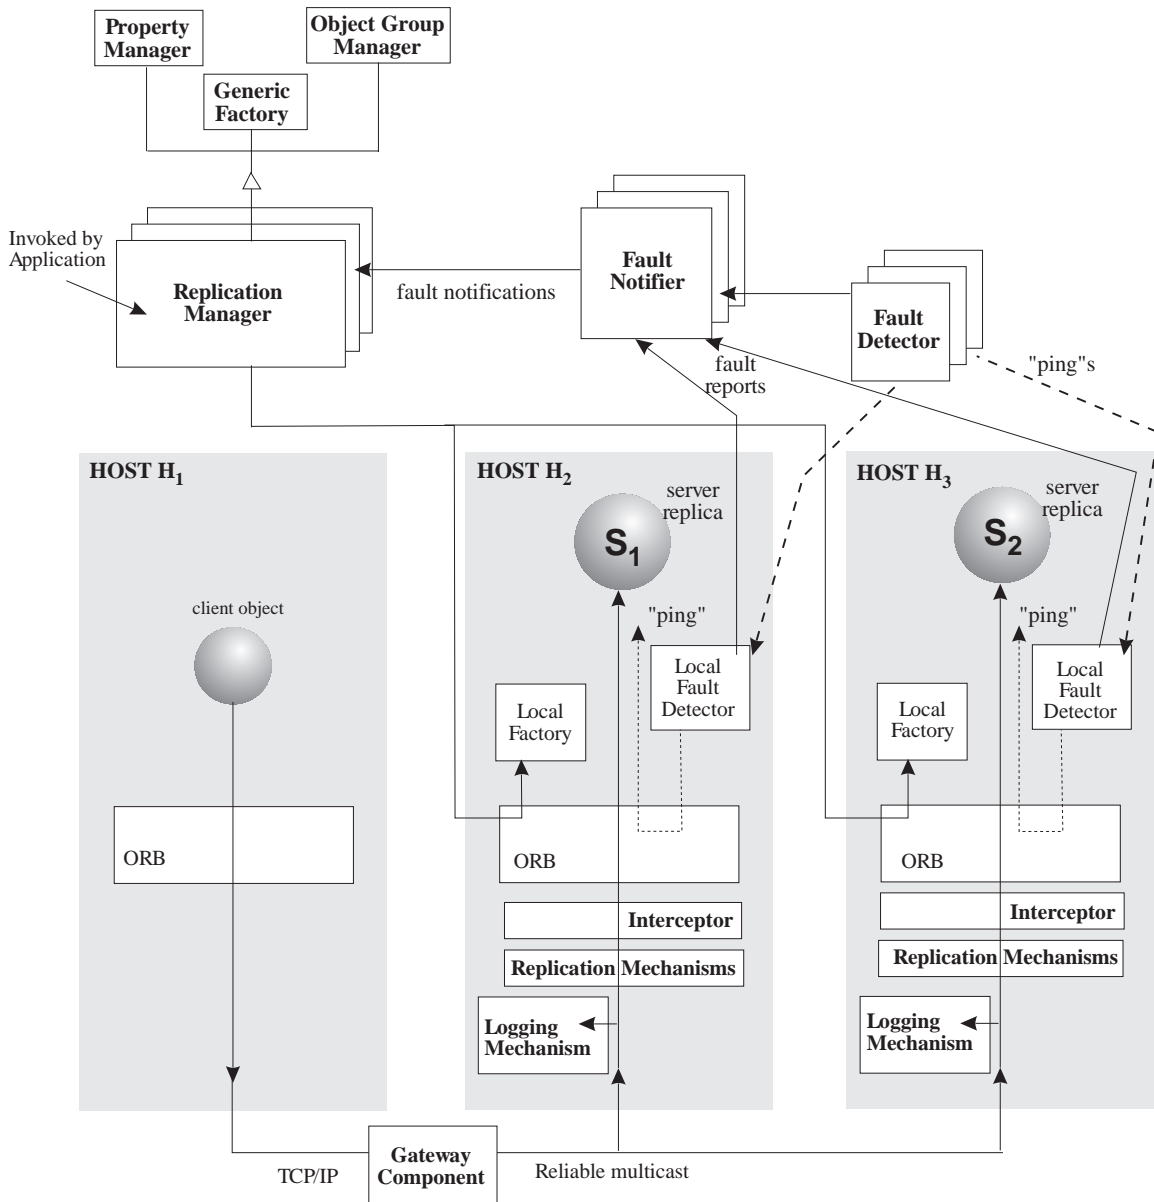 Property
Manager
Object Group
Manager
Generic
Factory
Invoked by
Application
Replication
Manager
fault notifications
Fault
Notifier
Fault
Detector
fault
reports
"ping"s
HOST H1
client object
ORB
HOST H2
server
replica
S1
"ping"
Local
Fault
Detector
Local
Factory
ORB
Interceptor
Replication Mechanisms
Logging
Mechanism
HOST H3
server
replica
S2
"ping"
Local
Fault
Detector
Local
Factory
ORB
Interceptor
Replication Mechanisms
Logging
Mechanism
TCP/IP
Gateway
Component
Reliable multicast